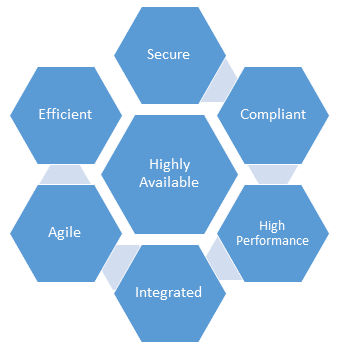 Secure
Efficient
Compliant
Highly
Available
Agile
High
Performance
Integrated